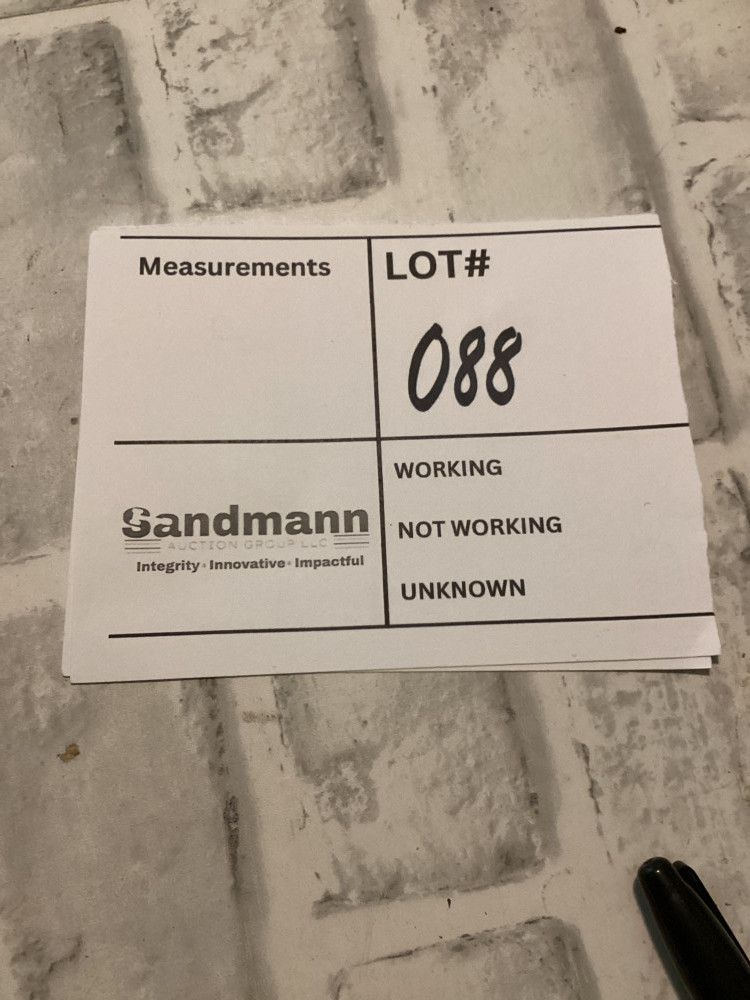 Measurements
LOT#
088
Sandmann
AUCTION GROUP LLC
Integrity • Innovative • Impactful
WORKING
NOT WORKING
UNKNOWN